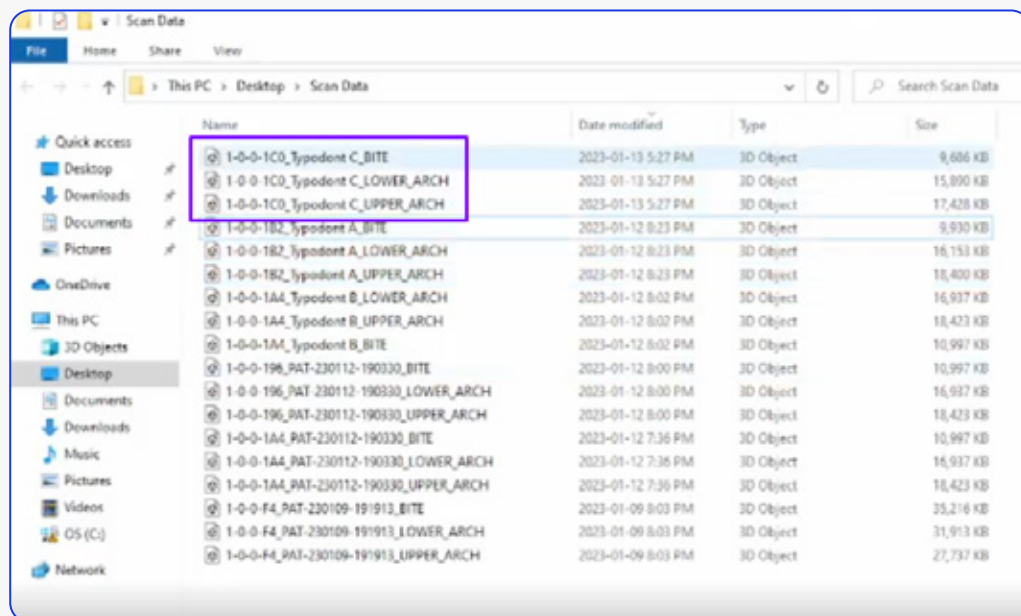 Scan Data
File Home Share View
This PC > Desktop > Scan Data Search Scan Data
Name Date modified Type Size
Quick access
Desktop
Downloads
Documents
Pictures
OneDrive
This PC
3D Objects
Desktop
Documents
Downloads
Music
Pictures
Videos
OS (C:)
Network
1-0-0-1C0_Typodont C_BITE 2023-01-13 5:27 PM 3D Object 9,686 KB
1-0-0-1C0_Typodont C_LOWER_ARCH 2023-01-13 5:27 PM 3D Object 15,890 KB
1-0-0-1C0_Typodont C_UPPER_ARCH 2023-01-13 5:27 PM 3D Object 17,428 KB
1-0-0-1B2_Typodont A_BITE 2023-01-12 8:23 PM 3D Object 9,930 KB
1-0-0-1B2_Typodont A_LOWER_ARCH 2023-01-12 8:23 PM 3D Object 16,153 KB
1-0-0-1B2_Typodont A_UPPER_ARCH 2023-01-12 8:23 PM 3D Object 18,400 KB
1-0-0-1A4_Typodont B_LOWER_ARCH 2023-01-12 8:02 PM 3D Object 16,937 KB
1-0-0-1A4_Typodont B_UPPER_ARCH 2023-01-12 8:02 PM 3D Object 18,423 KB
1-0-0-1A4_Typodont B_BITE 2023-01-12 8:02 PM 3D Object 10,997 KB
1-0-0-196_PAT-230112-190330_BITE 2023-01-12 8:00 PM 3D Object 10,997 KB
1-0-0-196_PAT-230112-190330_LOWER_ARCH 2023-01-12 8:00 PM 3D Object 16,937 KB
1-0-0-196_PAT-230112-190330_UPPER_ARCH 2023-01-12 8:00 PM 3D Object 18,423 KB
1-0-0-1A4_PAT-230112-190330_BITE 2023-01-12 7:36 PM 3D Object 10,997 KB
1-0-0-1A4_PAT-230112-190330_LOWER_ARCH 2023-01-12 7:36 PM 3D Object 16,937 KB
1-0-0-1A4_PAT-230112-190330_UPPER_ARCH 2023-01-12 7:36 PM 3D Object 18,423 KB
1-0-0-F4_PAT-230109-191913_BITE 2023-01-09 8:03 PM 3D Object 35,216 KB
1-0-0-F4_PAT-230109-191913_LOWER_ARCH 2023-01-09 8:03 PM 3D Object 31,913 KB
1-0-0-F4_PAT-230109-191913_UPPER_ARCH 2023-01-09 8:03 PM 3D Object 27,737 KB